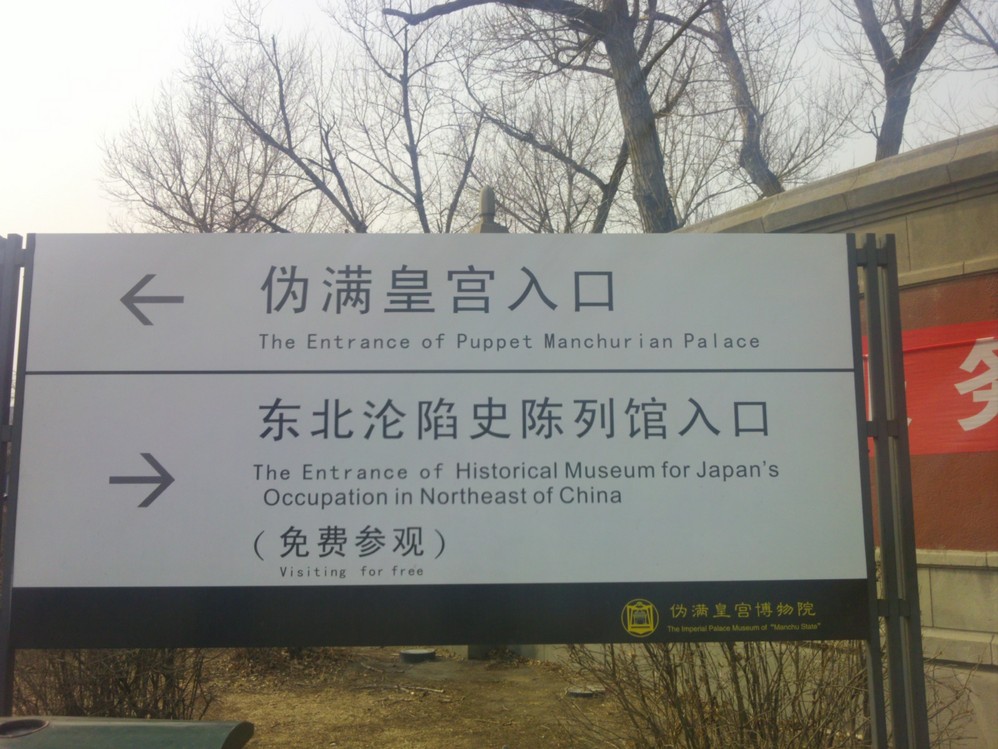 伪满皇宫入口
The Entrance of Puppet Manchurian Palace
东北沦陷史陈列馆入口
The Entrance of Historical Museum for Japan's
Occupation in Northeast of China
（免费参观）
Visiting for free
伪满皇宫博物院
The Imperial Palace Museum of "Manchu State"
务